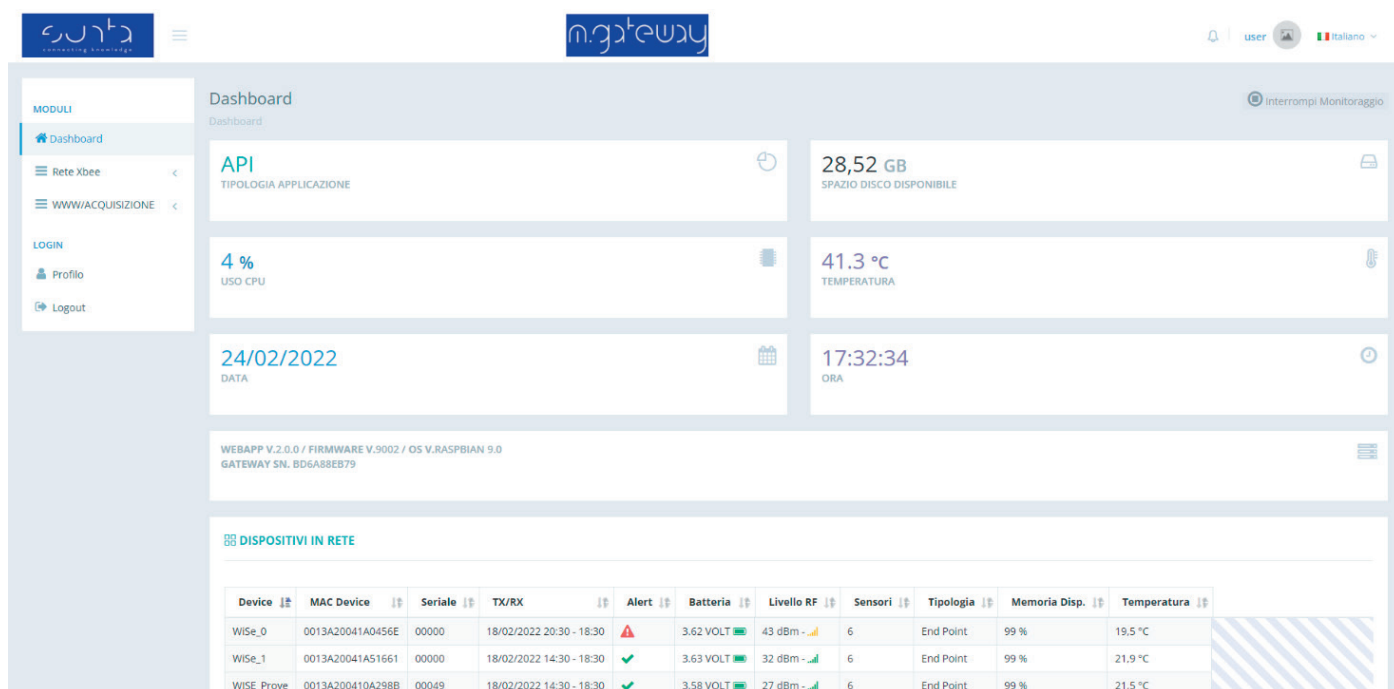 sunta
connecting knowledge
m.gateway
user
Italiano
MODULI
Dashboard
Rete Xbee
WWW/ACQUISIZIONE
LOGIN
Profilo
Logout
Dashboard
Dashboard
Interrompi Monitoraggio
API
TIPOLOGIA APPLICAZIONE
28,52 GB
SPAZIO DISCO DISPONIBILE
4 %
USO CPU
41.3 °C
TEMPERATURA
24/02/2022
DATA
17:32:34
ORA
WEBAPP V.2.0.0 / FIRMWARE V.9002 / OS V.RASPBIAN 9.0
GATEWAY SN. BD6A88EB79
DISPOSITIVI IN RETE
Device MAC Device Seriale TX/RX Alert Batteria Livello RF Sensori Tipologia Memoria Disp. Temperatura
WISe_0 0013A20041A0456E 00000 18/02/2022 20:30 - 18:30 3.62 VOLT 43 dBm - 6 End Point 99 % 19.5 °C
WISe_1 0013A20041A51661 00000 18/02/2022 14:30 - 18:30 3.63 VOLT 32 dBm - 6 End Point 99 % 21.9 °C
WISE_Prove 0013A200410A298B 00049 18/02/2022 14:30 - 18:30 3.58 VOLT 27 dBm - 6 End Point 99 % 21.5 °C